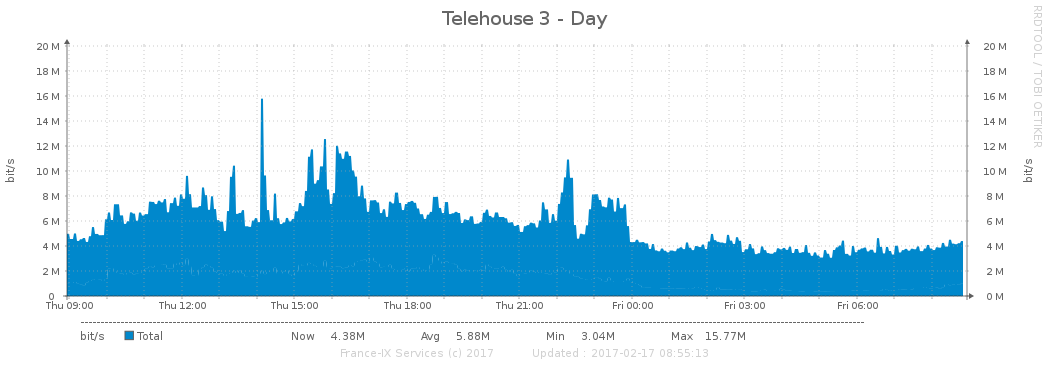 Telehouse 3 - Day
RRDTOOL / TOBI OETIKER
bit/s
bit/s
20 M 20 M
18 M 18 M
16 M 16 M
14 M 14 M
12 M 12 M
10 M 10 M
8 M 8 M
6 M 6 M
4 M 4 M
2 M 2 M
0 0 M
Thu 09:00 Thu 12:00 Thu 15:00 Thu 18:00 Thu 21:00 Fri 00:00 Fri 03:00 Fri 06:00
bit/s Total Now 4.38M Avg 5.88M Min 3.04M Max 15.77M
France-IX Services (c) 2017 Updated : 2017-02-17 08:55:13